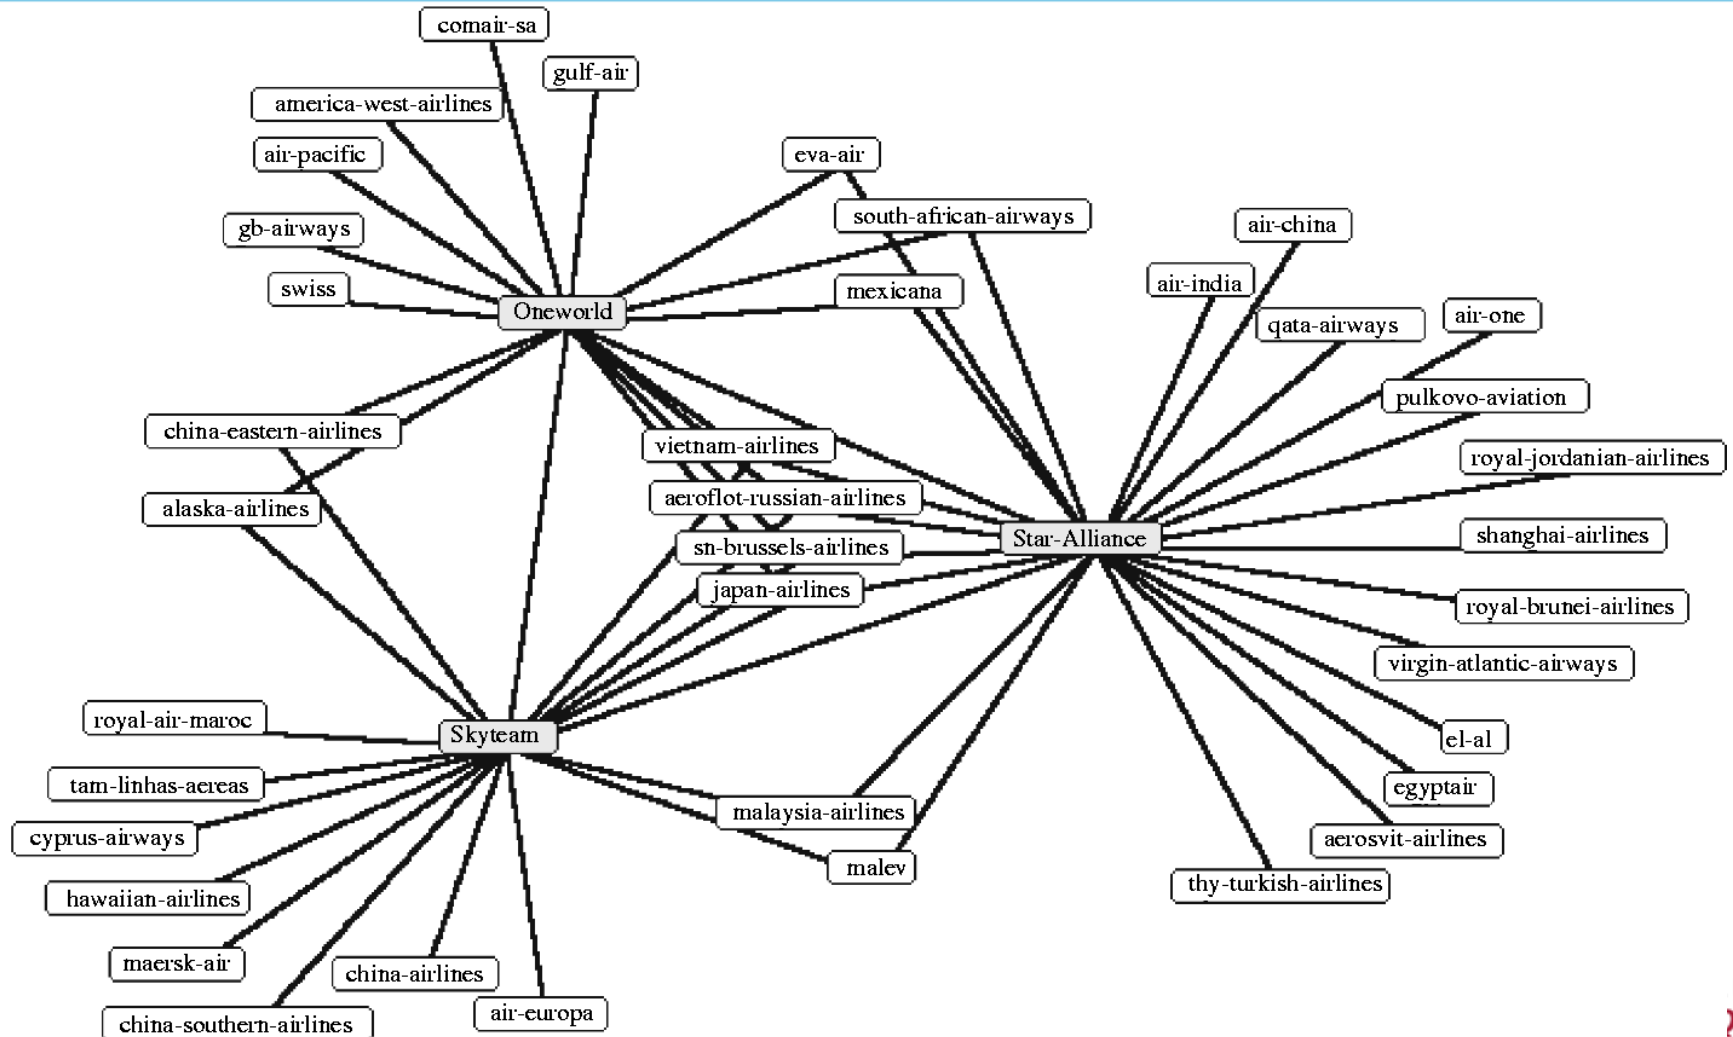 comair-sa
gulf-air
america-west-airlines
air-pacific
eva-air
south-african-airways
gb-airways
air-china
swiss
mexicana
air-india
Oneworld
qata-airways
air-one
pulkovo-aviation
china-eastern-airlines
vietnam-airlines
royal-jordanian-airlines
alaska-airlines
aeroflot-russian-airlines
Star-Alliance
shanghai-airlines
sn-brussels-airlines
japan-airlines
royal-brunei-airlines
virgin-atlantic-airways
royal-air-maroc
Skyteam
el-al
tam-linhas-aereas
egyptair
malaysia-airlines
cyprus-airways
aerosvit-airlines
malev
thy-turkish-airlines
hawaiian-airlines
maersk-air
china-airlines
air-europa
china-southern-airlines